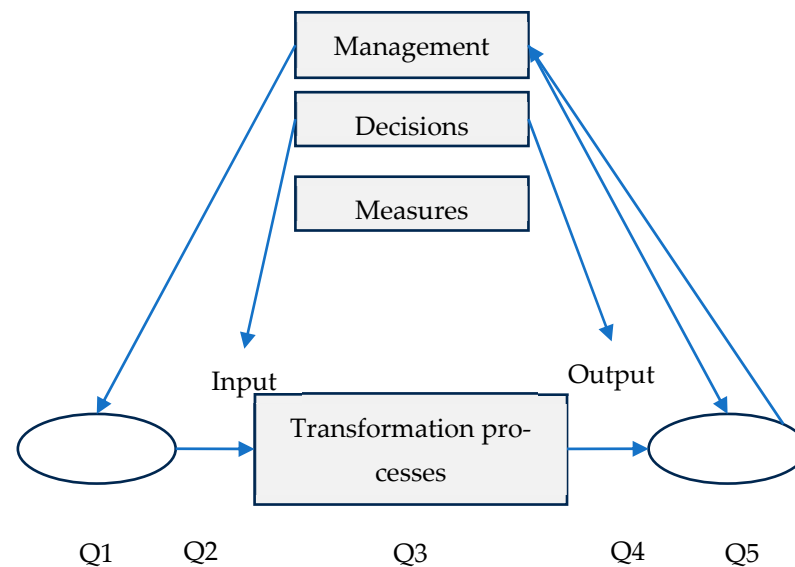 Management
Decisions
Measures
Input
Output
Transformation pro-
cesses
Q1 Q2 Q3 Q4 Q5